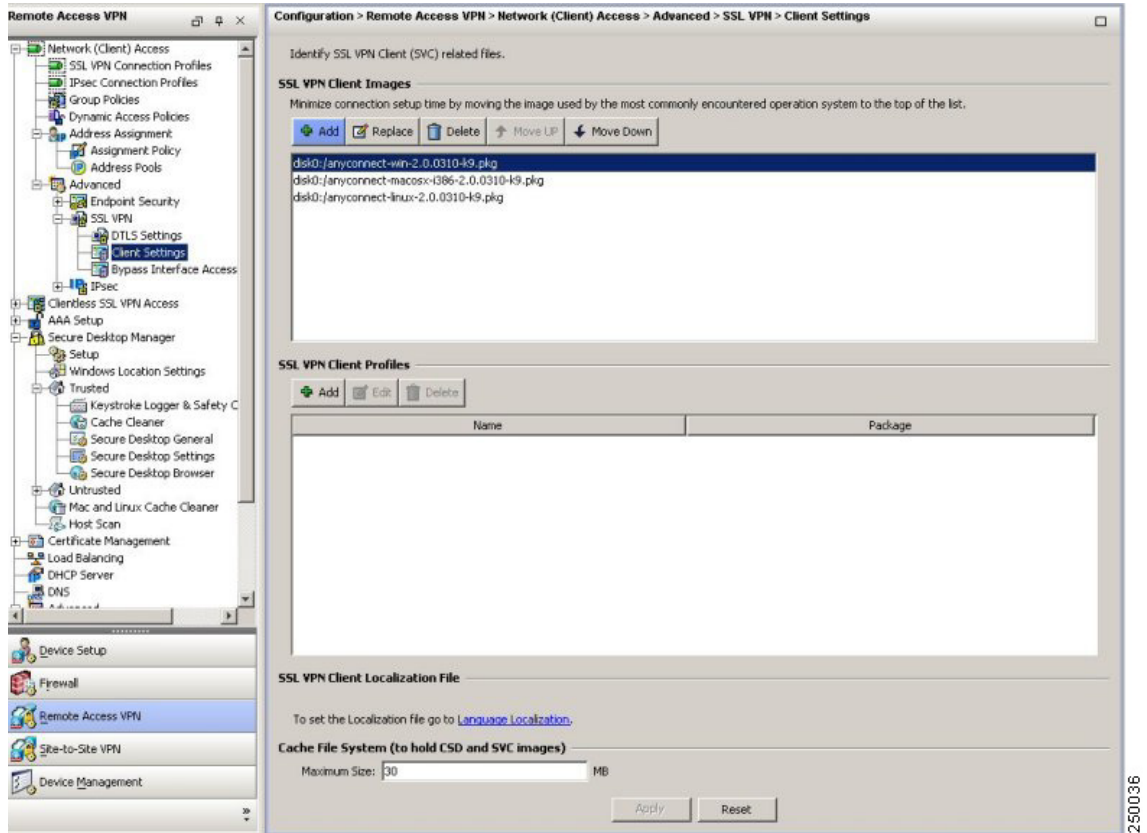 Remote Access VPN
Network (Client) Access
SSL VPN Connection Profiles
IPsec Connection Profiles
Group Policies
Dynamic Access Policies
Address Assignment
Assignment Policy
Address Pools
Advanced
Endpoint Security
SSL VPN
DTLS Settings
Client Settings
Bypass Interface Access
IPsec
Clientless SSL VPN Access
AAA Setup
Secure Desktop Manager
Setup
Windows Location Settings
Trusted
Keystroke Logger & Safety C
Cache Cleaner
Secure Desktop General
Secure Desktop Settings
Secure Desktop Browser
Untrusted
Mac and Linux Cache Cleaner
Host Scan
Certificate Management
Load Balancing
DHCP Server
DNS
Device Setup
Firewall
Remote Access VPN
Site-to-Site VPN
Device Management
Configuration > Remote Access VPN > Network (Client) Access > Advanced > SSL VPN > Client Settings
Identify SSL VPN Client (SVC) related files.
SSL VPN Client Images
Minimize connection setup time by moving the image used by the most commonly encountered operation system to the top of the list.
Add Replace Delete Move UP Move Down
disk0:/anyconnect-win-2.0.0310-k9.pkg
disk0:/anyconnect-macosx-i386-2.0.0310-k9.pkg
disk0:/anyconnect-linux-2.0.0310-k9.pkg
SSL VPN Client Profiles
Add Edit Delete
Name Package
SSL VPN Client Localization File
To set the Localization file go to Language Localization.
Cache File System (to hold CSD and SVC images)
Maximum Size: 30 MB
Apply Reset
250036